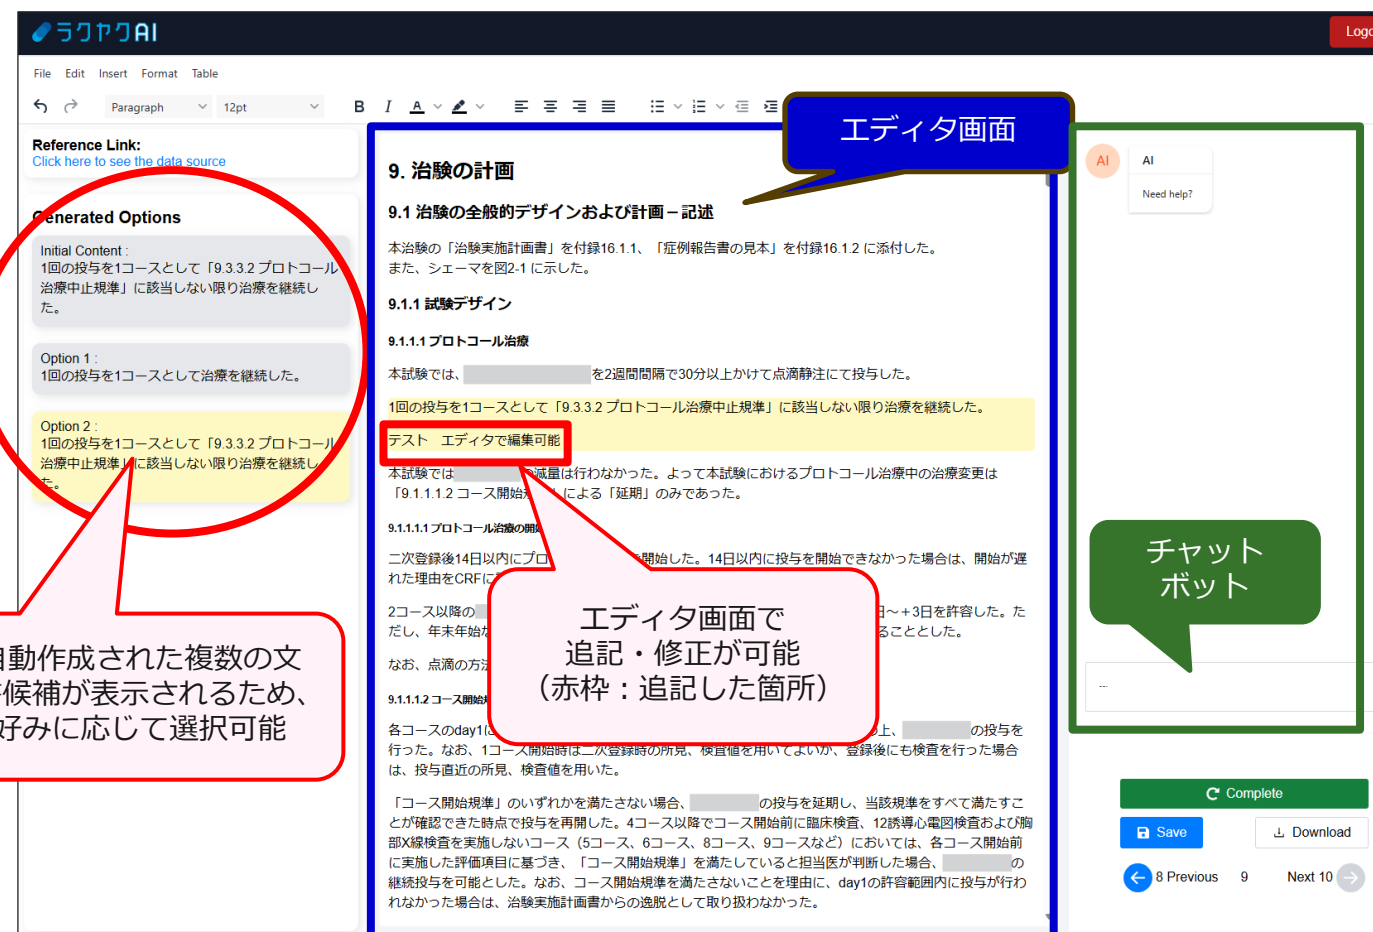 ラクヤクAI
File Edit Insert Format Table
Paragraph 12pt B I A
Reference Link:
Click here to see the data source
Generated Options
Initial Content :
1回の投与を1コースとして「9.3.3.2 プロトコール
治療中止規準」に該当しない限り治療を継続し
た。
Option 1 :
1回の投与を1コースとして治療を継続した。
Option 2 :
1回の投与を1コースとして「9.3.3.2 プロトコール
治療中止規準」に該当しない限り治療を継続し
た。
自動作成された複数の文
候補が表示されるため、
好みに応じて選択可能
エディタ画面
9. 治験の計画
9.1 治験の全般的デザインおよび計画－記述
本治験の「治験実施計画書」を付録16.1.1、「症例報告書の見本」を付録16.1.2 に添付した。
また、シェーマを図2-1 に示した。
9.1.1 試験デザイン
9.1.1.1 プロトコール治療
本試験では、 を2週間間隔で30分以上かけて点滴静注にて投与した。
1回の投与を1コースとして「9.3.3.2 プロトコール治療中止規準」に該当しない限り治療を継続した。
テスト　エディタで編集可能
本試験では の減量は行わなかった。よって本試験におけるプロトコール治療中の治療変更は
「9.1.1.1.2 コース開始 による「延期」のみであった。
9.1.1.1.1 プロトコール治療の開
二次登録後14日以内にプロ 開始した。14日以内に投与を開始できなかった場合は、開始が遅
れた理由をCRFに
2コース以降の 日～＋3日を許容した。た
だし、年末年始 ることとした。
なお、点滴の方
9.1.1.1.2 コース開始
エディタ画面で
追記・修正が可能
（赤枠：追記した箇所）
各コースのday1に 上、 の投与を
行った。なお、1コース開始時は二次登録時の所見、検査値を用いてよいが、登録後にも検査を行った場合
は、投与直近の所見、検査値を用いた。
「コース開始規準」のいずれかを満たさない場合、 の投与を延期し、当該規準をすべて満たすこ
とが確認できた時点で投与を再開した。4コース以降でコース開始前に臨床検査、12誘導心電図検査および胸
部X線検査を実施しないコース（5コース、6コース、8コース、9コースなど）においては、各コース開始前
に実施した評価項目に基づき、「コース開始規準」を満たしていると担当医が判断した場合、 の
継続投与を可能とした。なお、コース開始規準を満たさないことを理由に、day1の許容範囲内に投与が行わ
れなかった場合は、治験実施計画書からの逸脱として取り扱わなかった。
Logo
AI AI
Need help?
チャット
ボット
...
Complete
Save Download
8 Previous 9 Next 10